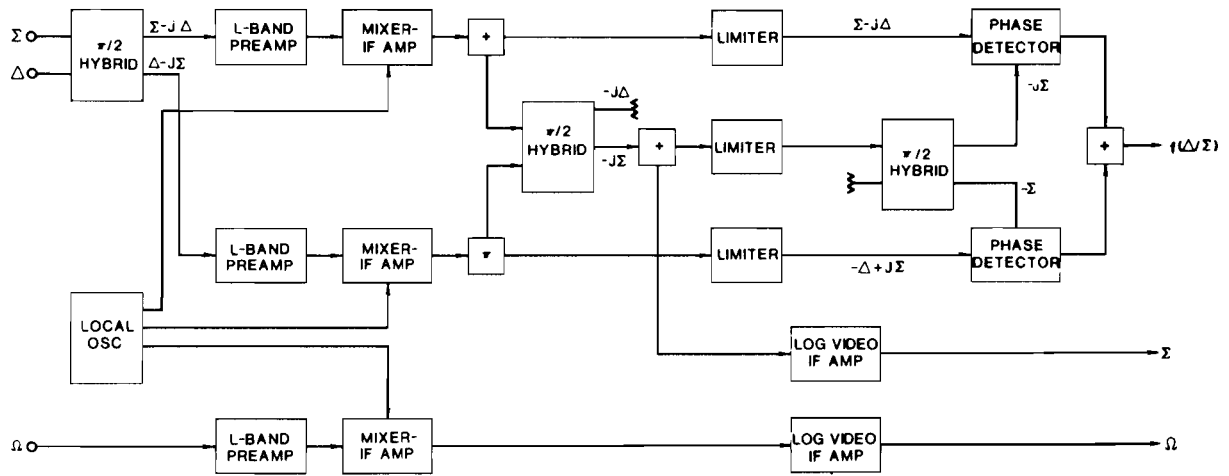 Σ
Δ
π/2
HYBRID
Σ-jΔ
Δ-JΣ
L-BAND
PREAMP
MIXER-
IF AMP
+
LIMITER
Σ-jΔ
PHASE
DETECTOR
π/2
HYBRID
-JΔ
-JΣ
+
LIMITER
π/2
HYBRID
-JΣ
-Σ
+
f(Δ/Σ)
L-BAND
PREAMP
MIXER-
IF AMP
π
LIMITER
-Δ+JΣ
PHASE
DETECTOR
LOCAL
OSC
LOG VIDEO
IF AMP
Σ
Ω
L-BAND
PREAMP
MIXER-
IF AMP
LOG VIDEO
IF AMP
Ω